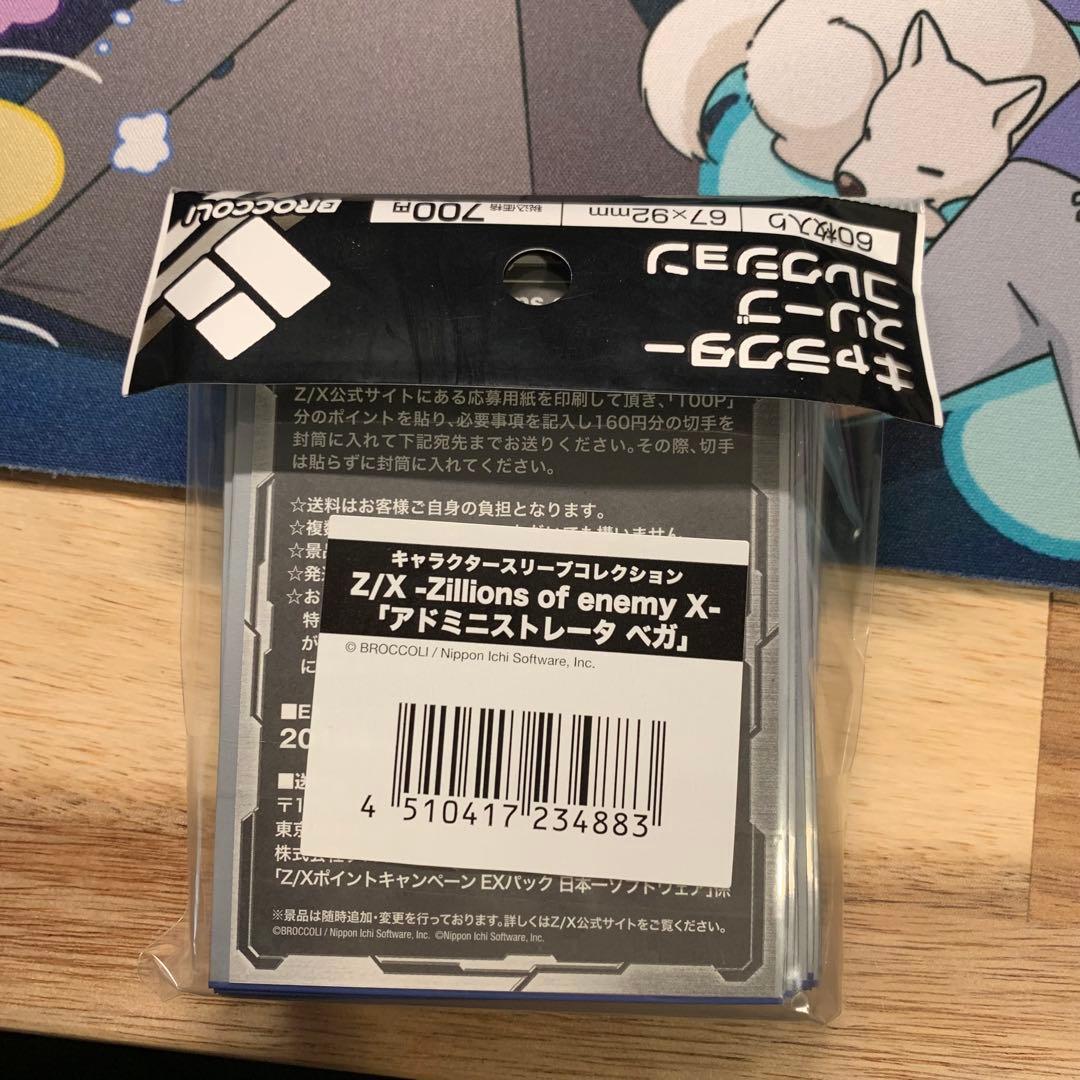 BROCCOLI
キャラクター
スリーブ
コレクション
60枚入り 67×92mm 税込価格 700円
Z/X公式サイトにある応募用紙を印刷して頂き、「100P」
分のポイントを貼り、必要事項を記入し160円分の切手を
封筒に入れて下記宛先までお送りください。その際、切手
は貼らずに封筒に入れてください。
☆送料はお客様ご自身の負担となります。
☆複
☆景品
☆発
☆お
特
が
に
キャラクタースリーブコレクション
Z/X -Zillions of enemy X-
「アドミニストレータ ベガ」
© BROCCOLI / Nippon Ichi Software, Inc.
4 510417 234883
■E
20
■送
〒1
東京
株式会社
「Z/Xポイントキャンペーン EXパック 日本一ソフトウェア」係
※景品は随時追加・変更を行っております。詳しくはZ/X公式サイトをご覧ください。
©BROCCOLI / Nippon Ichi Software, Inc. ©Nippon Ichi Software, Inc.